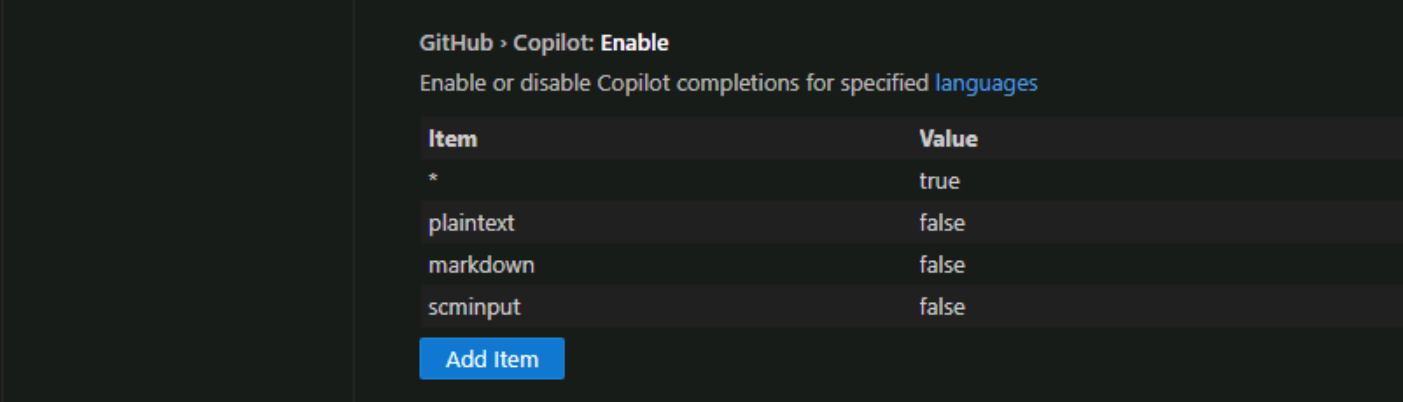 GitHub › Copilot: Enable
Enable or disable Copilot completions for specified languages
Item Value
* true
plaintext false
markdown false
scminput false
Add Item